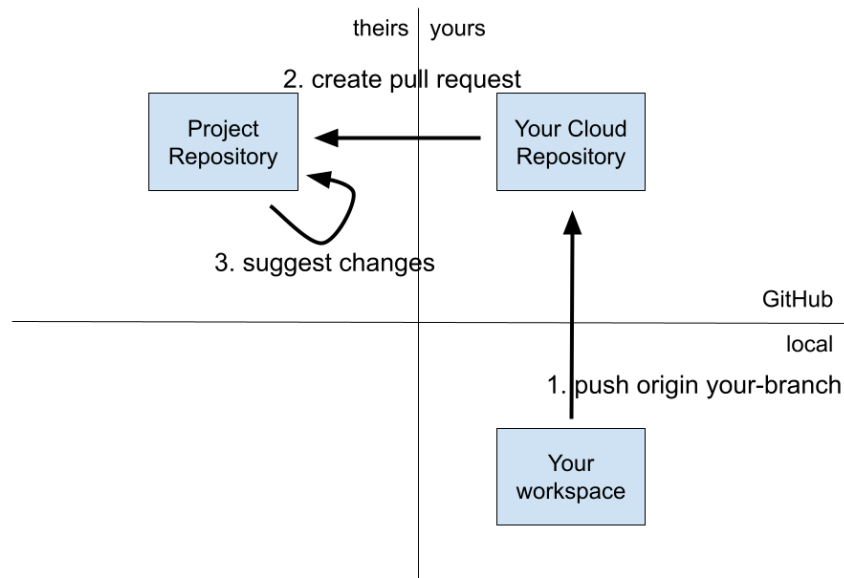 theirs yours
2. create pull request
Project
Repository
Your Cloud
Repository
3. suggest changes
GitHub
local
1. push origin your-branch
Your
workspace